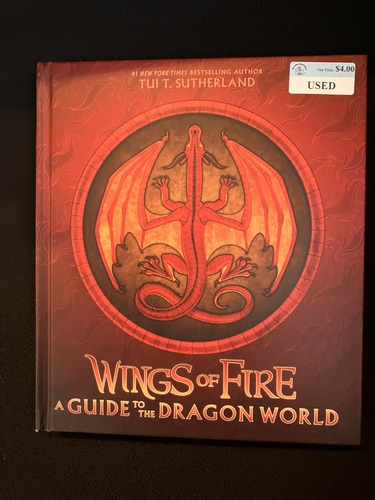 Our Price: $4.00
USED
#1 NEW YORK TIMES BESTSELLING AUTHOR
TUI T. SUTHERLAND
WINGS OF FIRE
A GUIDE TO THE DRAGON WORLD